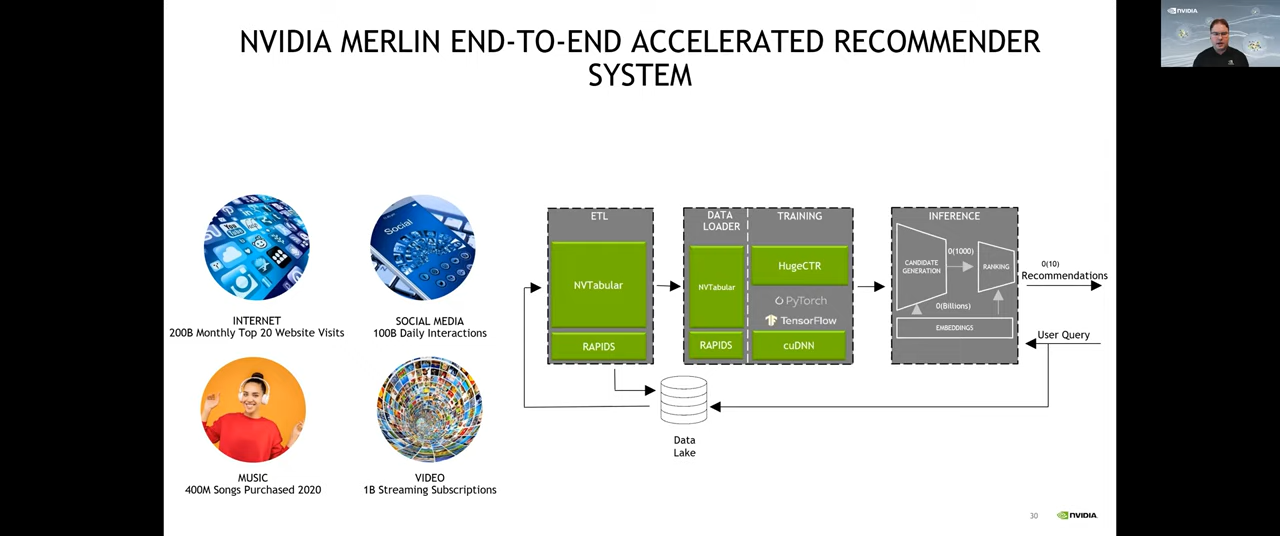 NVIDIA
NVIDIA MERLIN END-TO-END ACCELERATED RECOMMENDER
SYSTEM
INTERNET
200B Monthly Top 20 Website Visits
Social
SOCIAL MEDIA
100B Daily Interactions
MUSIC
400M Songs Purchased 2020
VIDEO
1B Streaming Subscriptions
ETL
NVTabular
RAPIDS
DATA
LOADER
NVTabular
RAPIDS
TRAINING
HugeCTR
PyTorch
TensorFlow
cuDNN
INFERENCE
CANDIDATE
GENERATION
0(1000)
RANKING
0(Billions)
EMBEDDINGS
0(10)
Recommendations
User Query
Data
Lake
30
NVIDIA